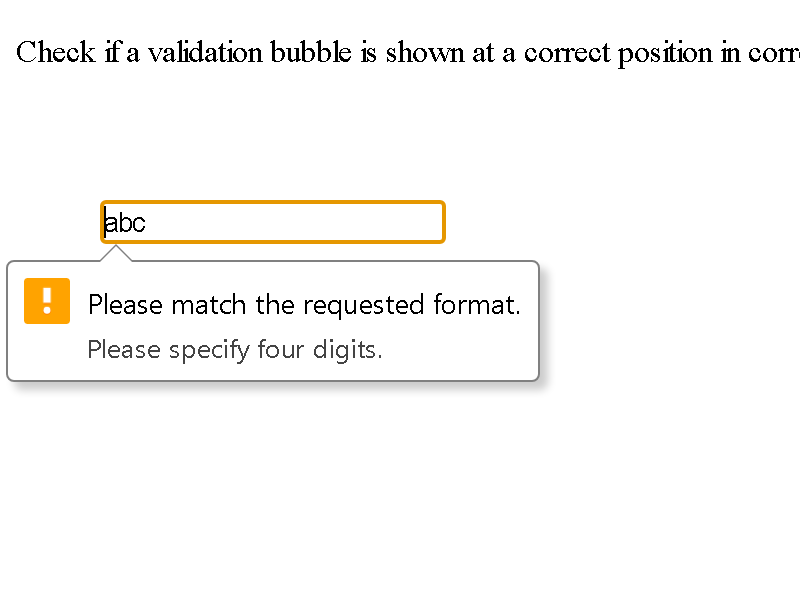 Check if a validation bubble is shown at a correct position in
abc
Please match the requested format.
Please specify four digits.